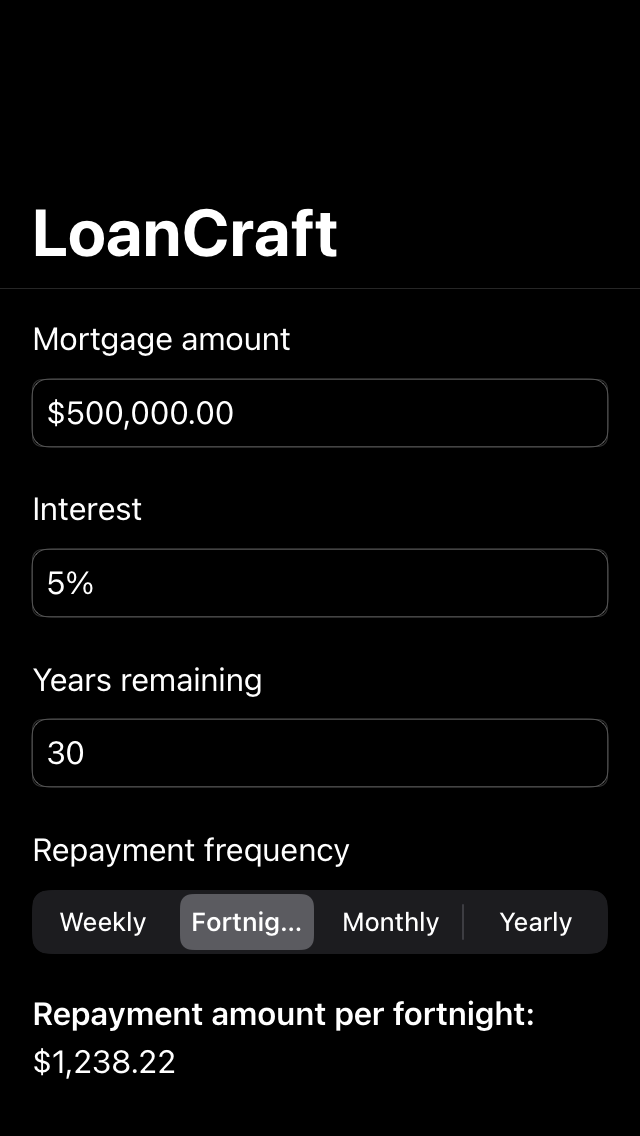 LoanCraft
Mortgage amount
$500,000.00
Interest
5%
Years remaining
30
Repayment frequency
Weekly Fortnig... Monthly Yearly
Repayment amount per fortnight:
$1,238.22